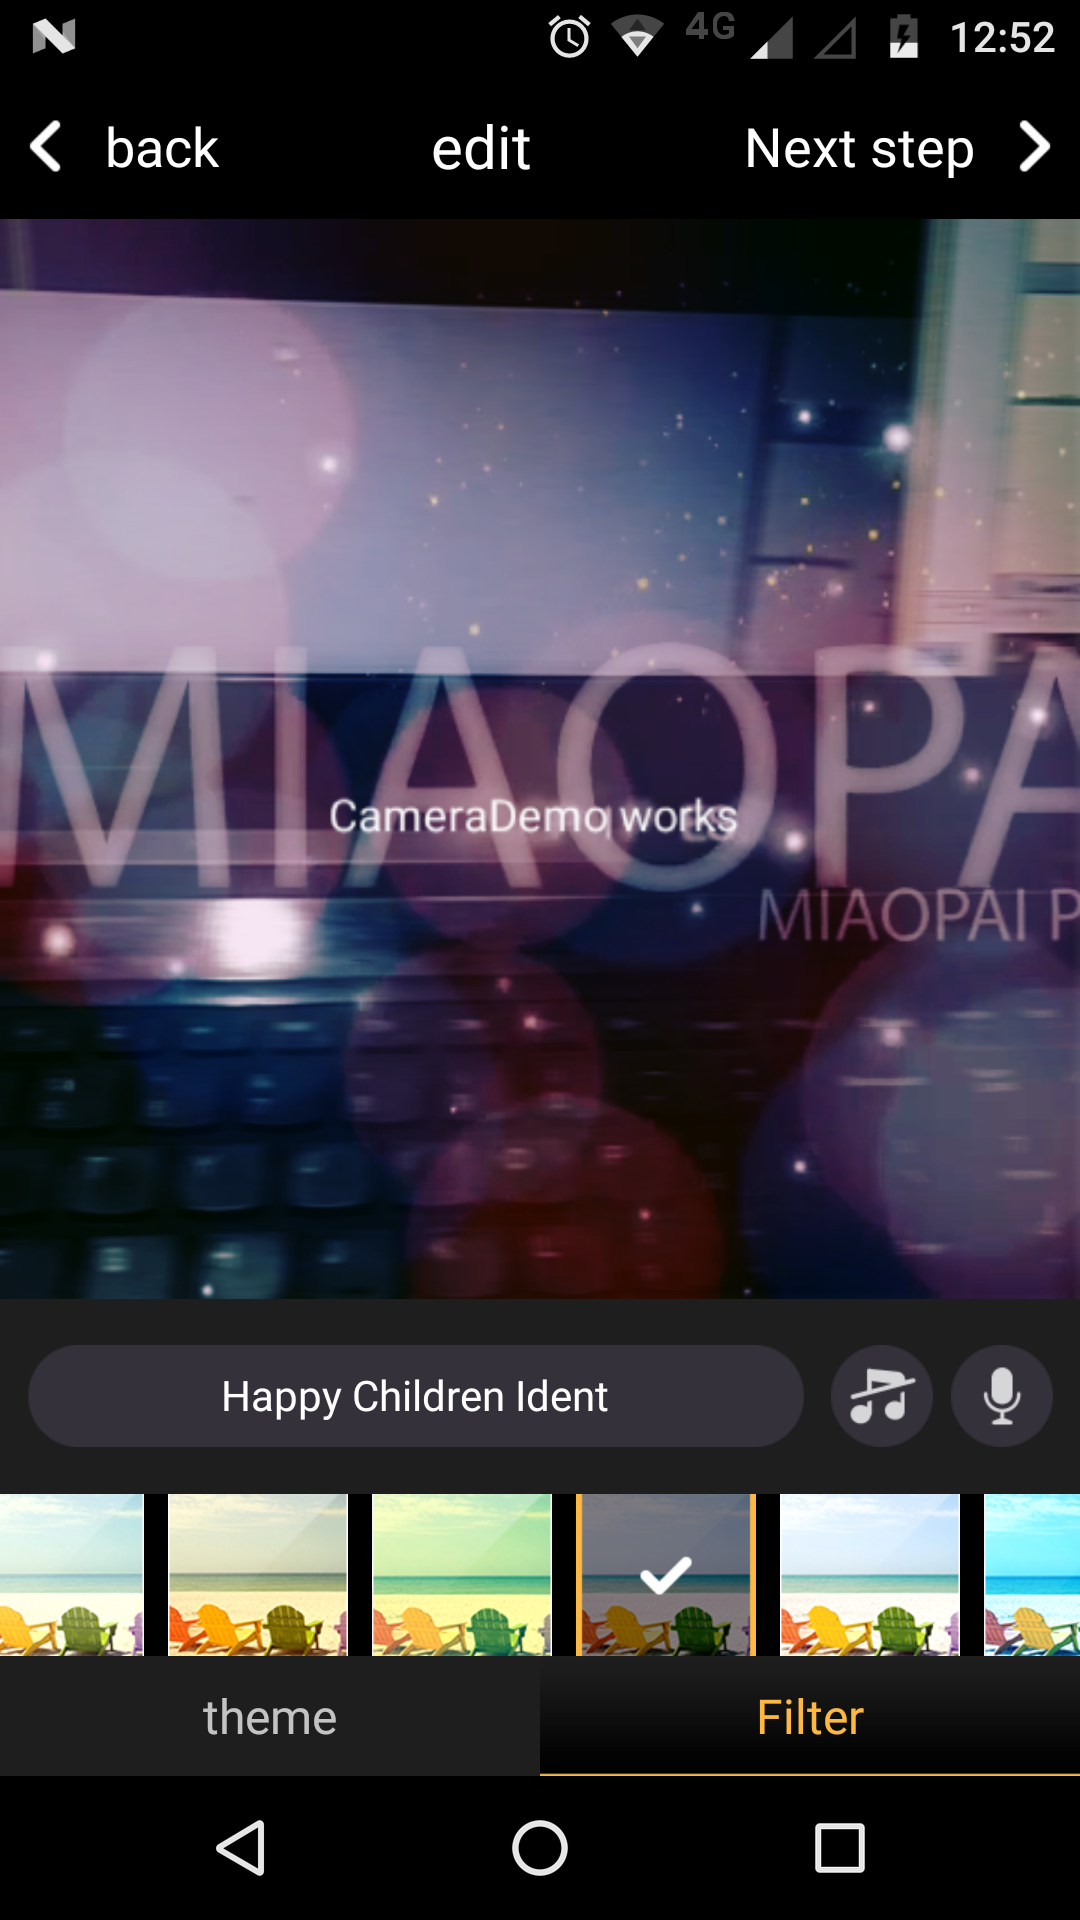 4G 12:52
back edit Next step
MIAOPA
CameraDemo works
MIAOPAI P
Happy Children Ident
theme Filter